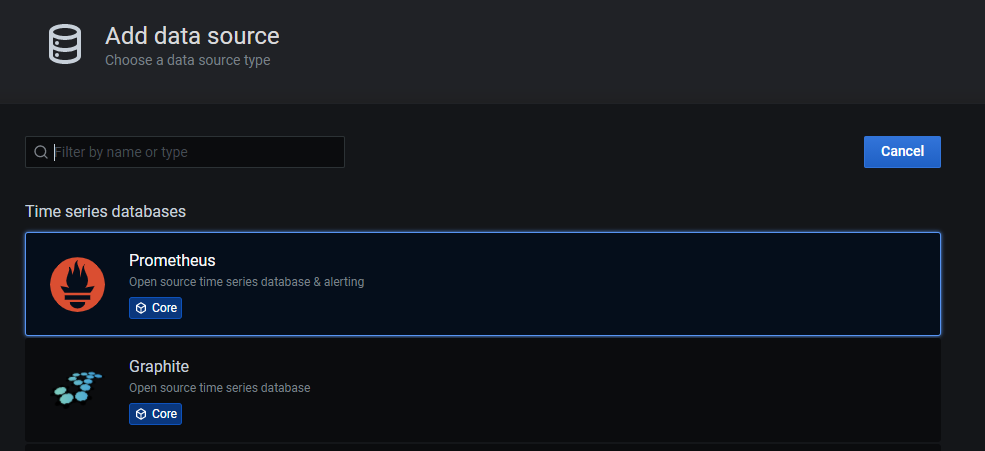 Add data source
Choose a data source type
Filter by name or type
Cancel
Time series databases
Prometheus
Open source time series database & alerting
Core
Graphite
Open source time series database
Core